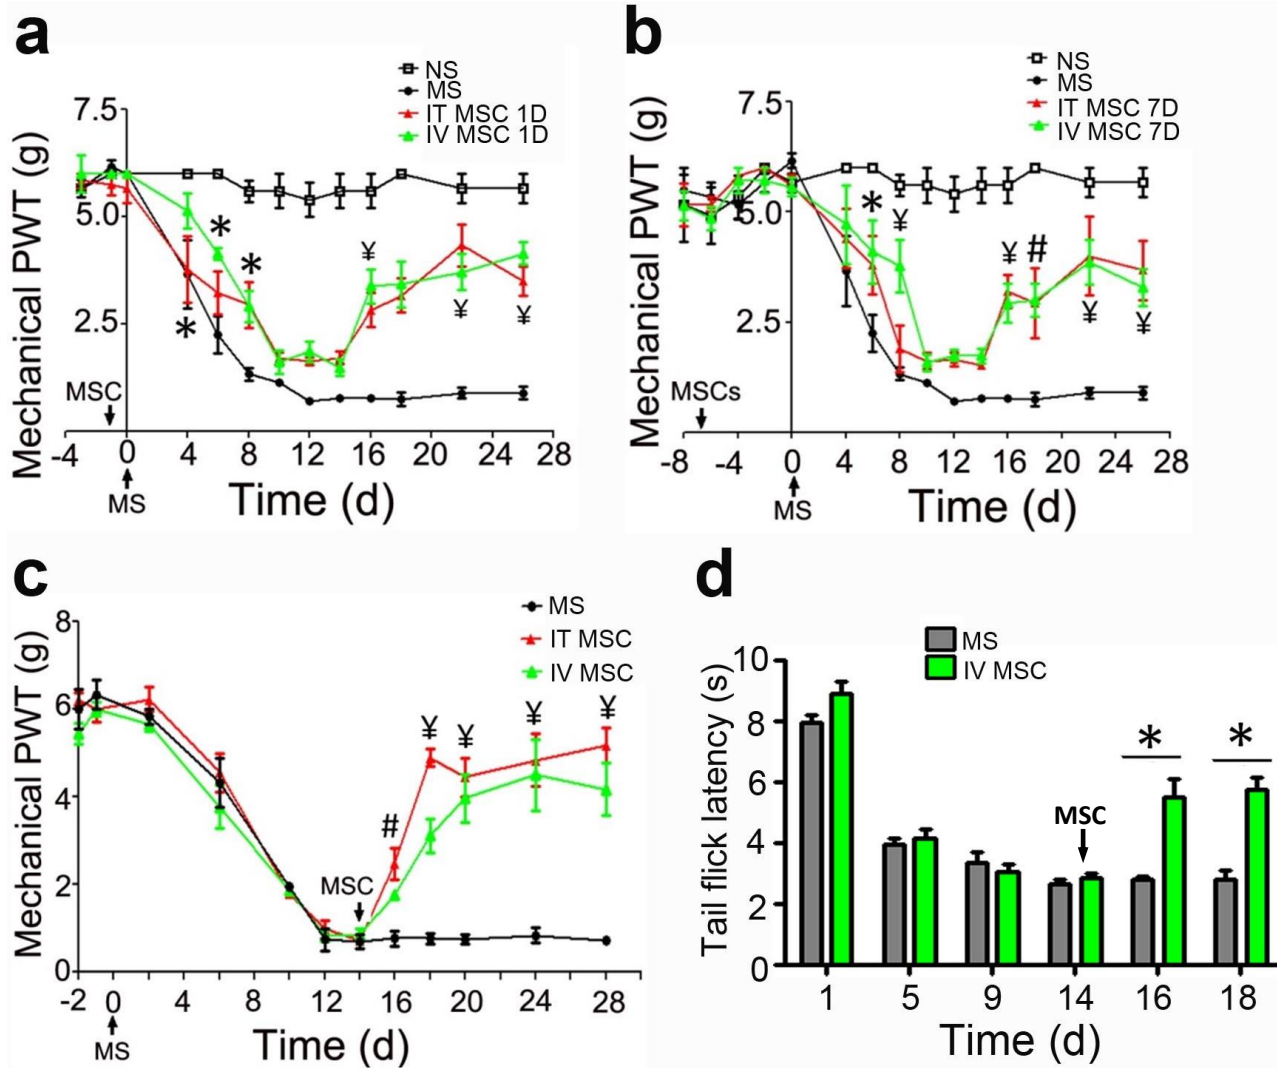 a
NS
MS
IT MSC 1D
IV MSC 1D
Mechanical PWT (g)
7.5
5.0
2.5
*
*
*
¥
¥
¥
MSC
-4 0 4 8 12 16 20 24 28
MS
Time (d)
b
NS
MS
IT MSC 7D
IV MSC 7D
Mechanical PWT (g)
7.5
5.0
2.5
*
¥
¥
#
¥
¥
MSCs
-8 -4 0 4 8 12 16 20 24 28
MS
Time (d)
c
MS
IT MSC
IV MSC
Mechanical PWT (g)
8
6
4
2
0
#
¥
¥
¥
¥
MSC
-2 0 4 8 12 16 20 24 28
MS
Time (d)
d
MS
IV MSC
Tail flick latency (s)
10
8
6
4
2
0
MSC
*
*
1 5 9 14 16 18
Time (d)